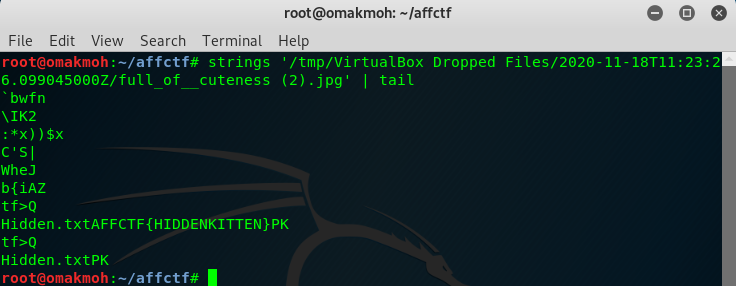 root@omakmoh: ~/affctf
File Edit View Search Terminal Help
root@omakmoh:~/affctf# strings '/tmp/VirtualBox Dropped Files/2020-11-18T11:23:2
6.099045000Z/full_of__cuteness (2).jpg' | tail
`bwfn
\IK2
:*x))$x
C'S|
WheJ
b{iAZ
tf>Q
Hidden.txtAFFCTF{HIDDENKITTEN}PK
tf>Q
Hidden.txtPK
root@omakmoh:~/affctf#